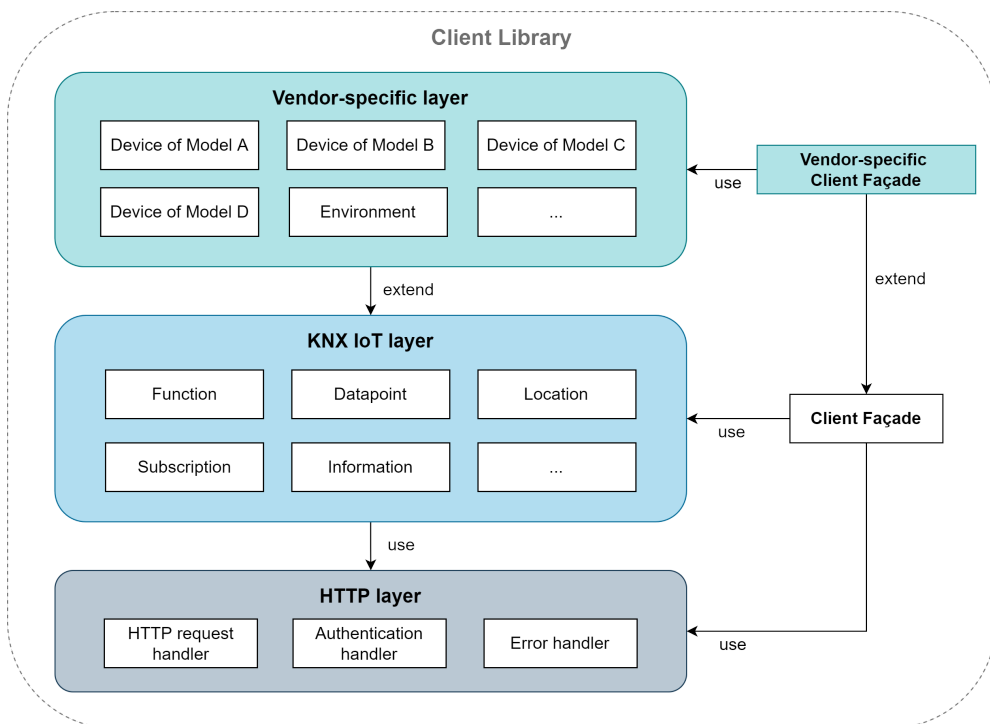 Client Library
Vendor-specific layer
Device of Model A
Device of Model B
Device of Model C
Device of Model D
Environment
...
extend
use
Vendor-specific
Client Façade
extend
KNX IoT layer
Function
Datapoint
Location
Subscription
Information
...
use
Client Façade
use
HTTP layer
HTTP request
handler
Authentication
handler
Error handler
use